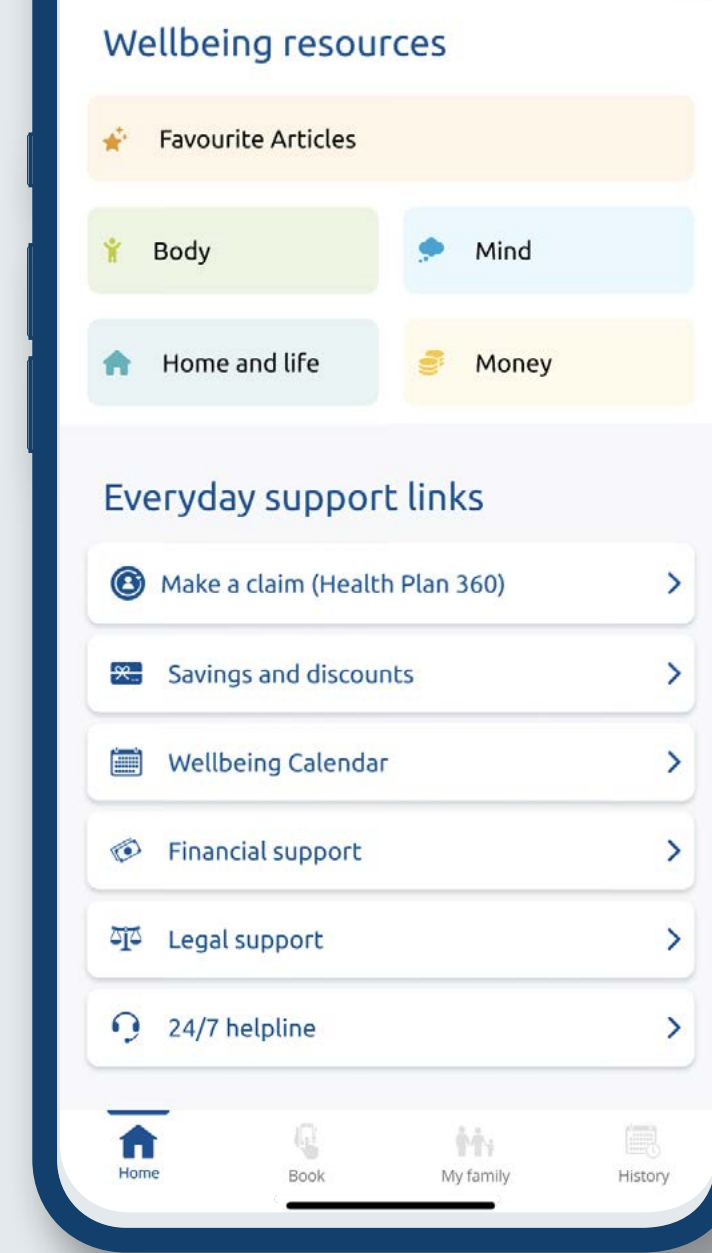 Wellbeing resources
Favourite Articles
Body
Mind
Home and life
Money
Everyday support links
Make a claim (Health Plan 360)
Savings and discounts
Wellbeing Calendar
Financial support
Legal support
24/7 helpline
Home
Book
My family
History